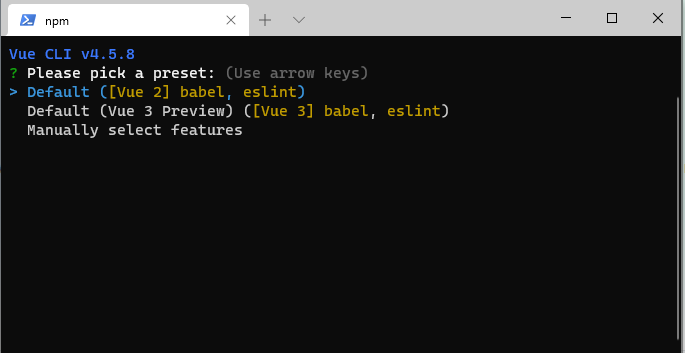 npm
Vue CLI v4.5.8
? Please pick a preset: (Use arrow keys)
> Default ([Vue 2] babel, eslint)
Default (Vue 3 Preview) ([Vue 3] babel, eslint)
Manually select features